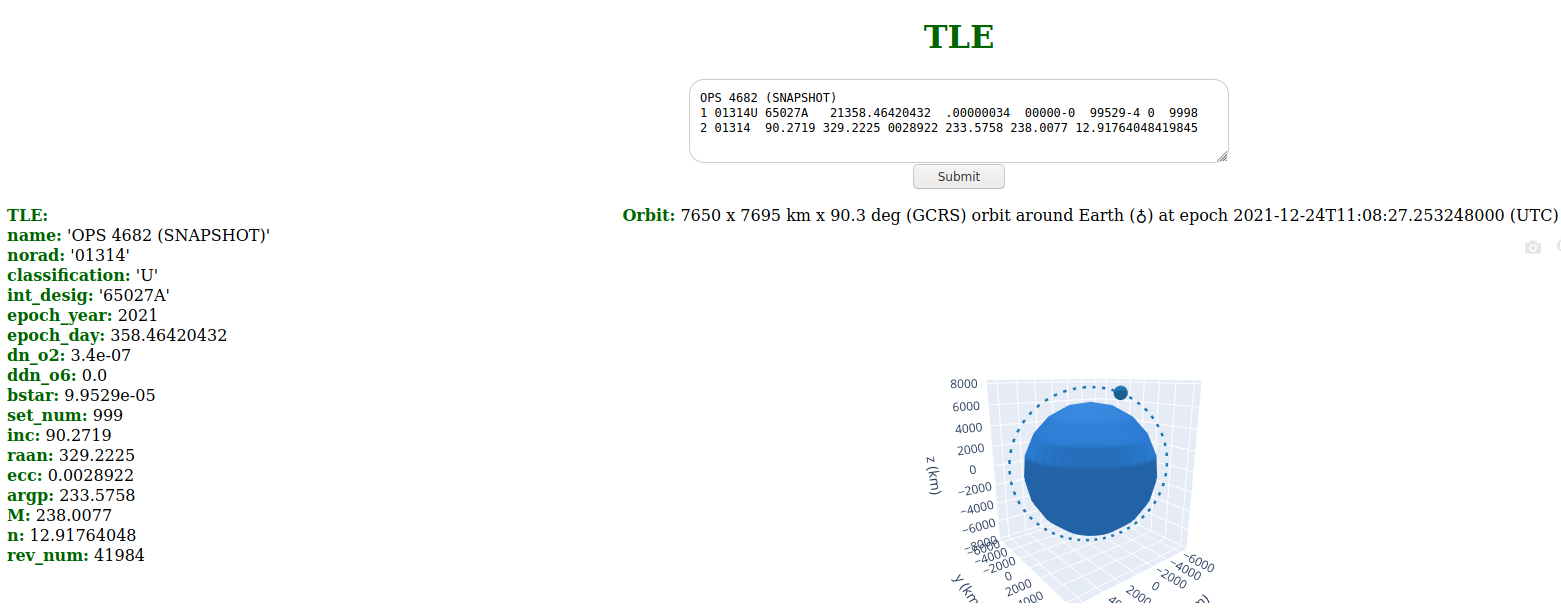 TLE
OPS 4682 (SNAPSHOT)
1 01314U 65027A   21358.46420432  .00000034  00000-0  99529-4 0  9998
2 01314  90.2719 329.2225 0028922 233.5758 238.0077 12.91764048419845
Submit
TLE:
name: 'OPS 4682 (SNAPSHOT)'
norad: '01314'
classification: 'U'
int_desig: '65027A'
epoch_year: 2021
epoch_day: 358.46420432
dn_o2: 3.4e-07
ddn_o6: 0.0
bstar: 9.9529e-05
set_num: 999
inc: 90.2719
raan: 329.2225
ecc: 0.0028922
argp: 233.5758
M: 238.0077
n: 12.91764048
rev_num: 41984
Orbit: 7650 x 7695 km x 90.3 deg (GCRS) orbit around Earth (♁) at epoch 2021-12-24T11:08:27.253248000 (UTC)
8000
6000
4000
2000
0
−2000
−4000
−6000
−8000
z (km)
−6000
−4000
−2000
0
2000
y (km
−6000
−4000
−2000
0
2000